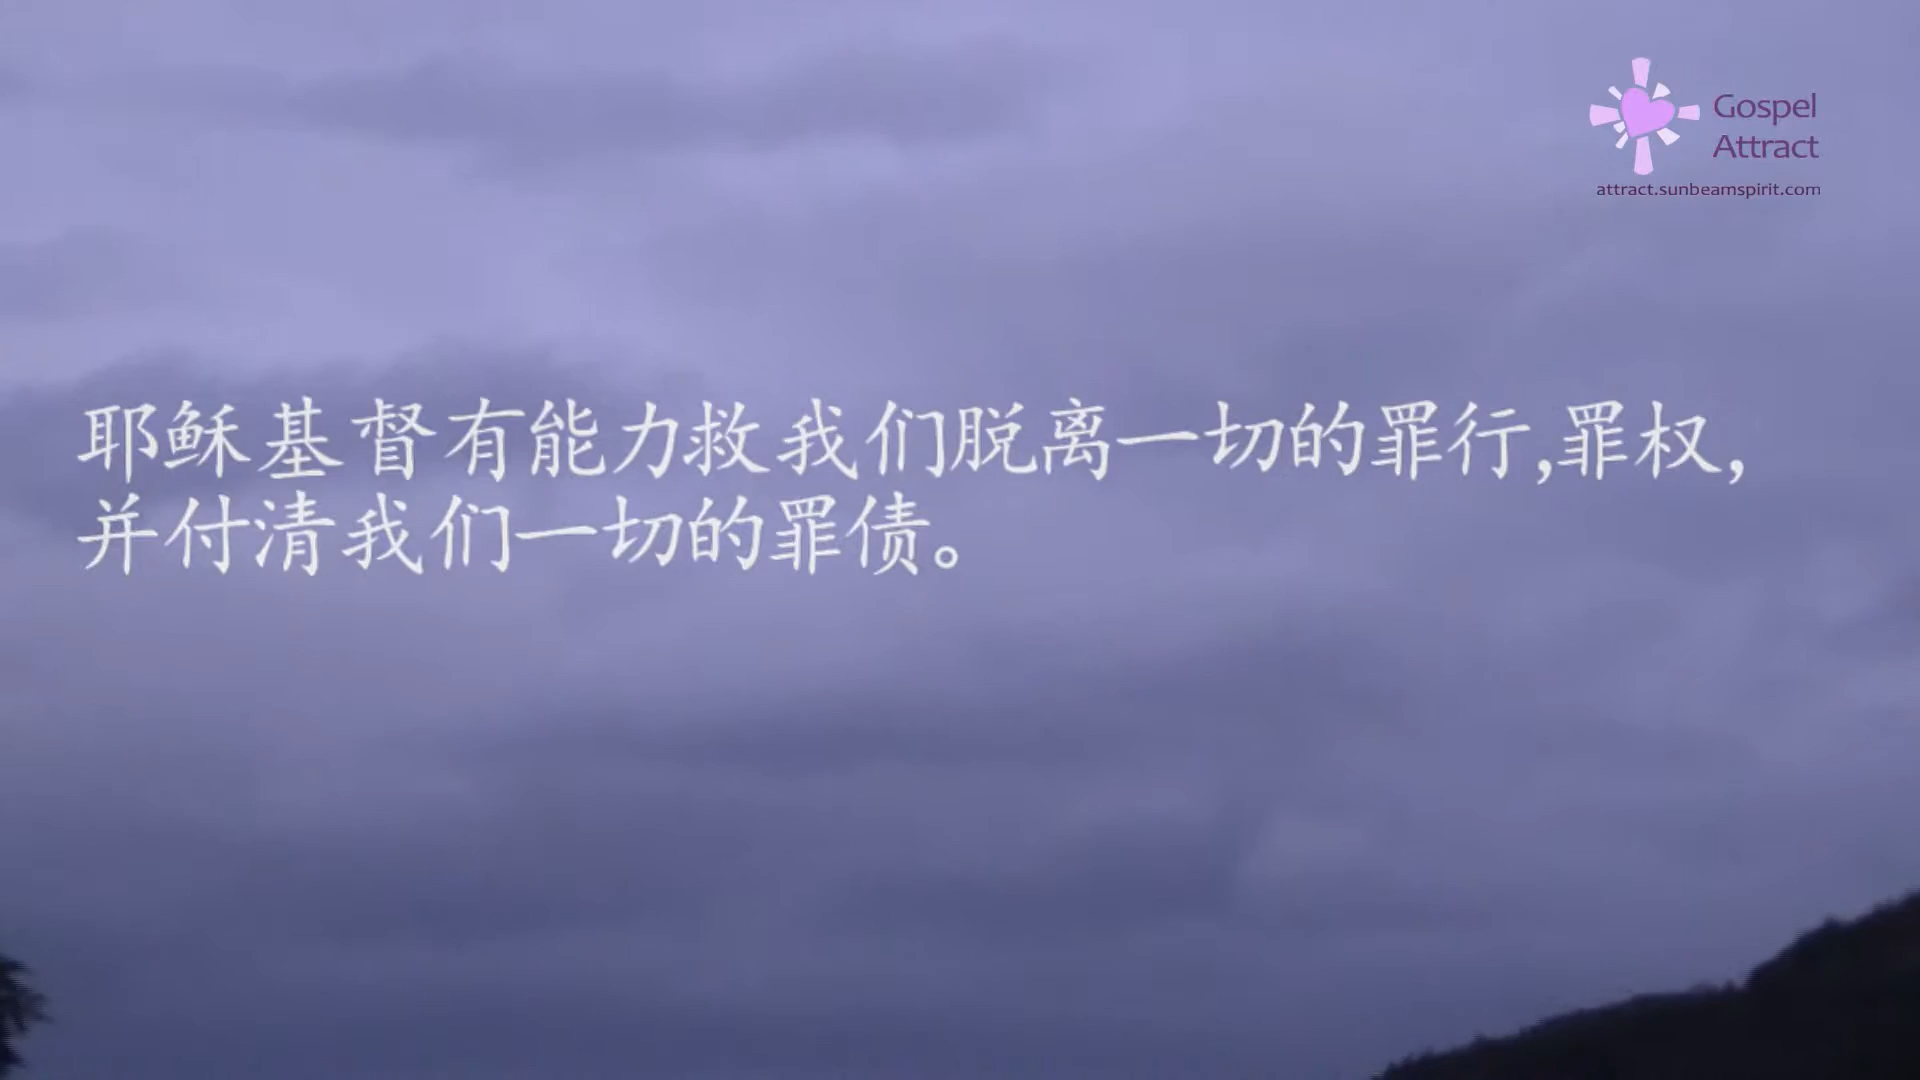 Gospel
Attract
attract.sunbeamspirit.com
耶稣基督有能力救我们脱离一切的罪行,罪权,
并付清我们一切的罪债。